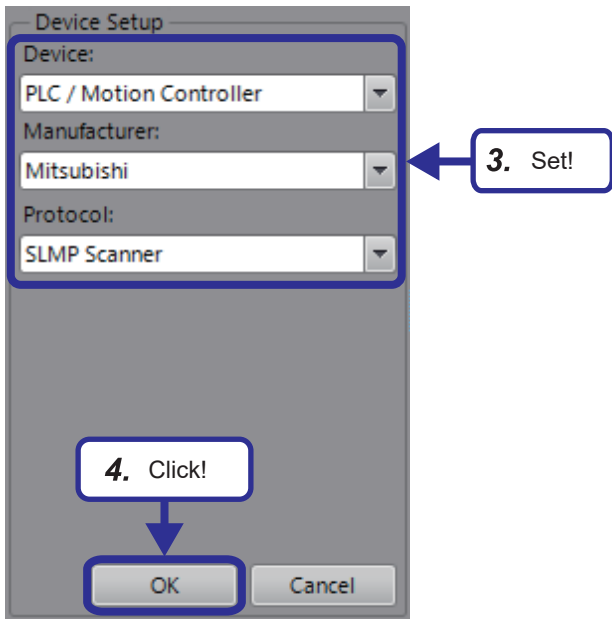 Device Setup
Device:
PLC / Motion Controller
Manufacturer:
Mitsubishi
3. Set!
Protocol:
SLMP Scanner
4. Click!
OK Cancel